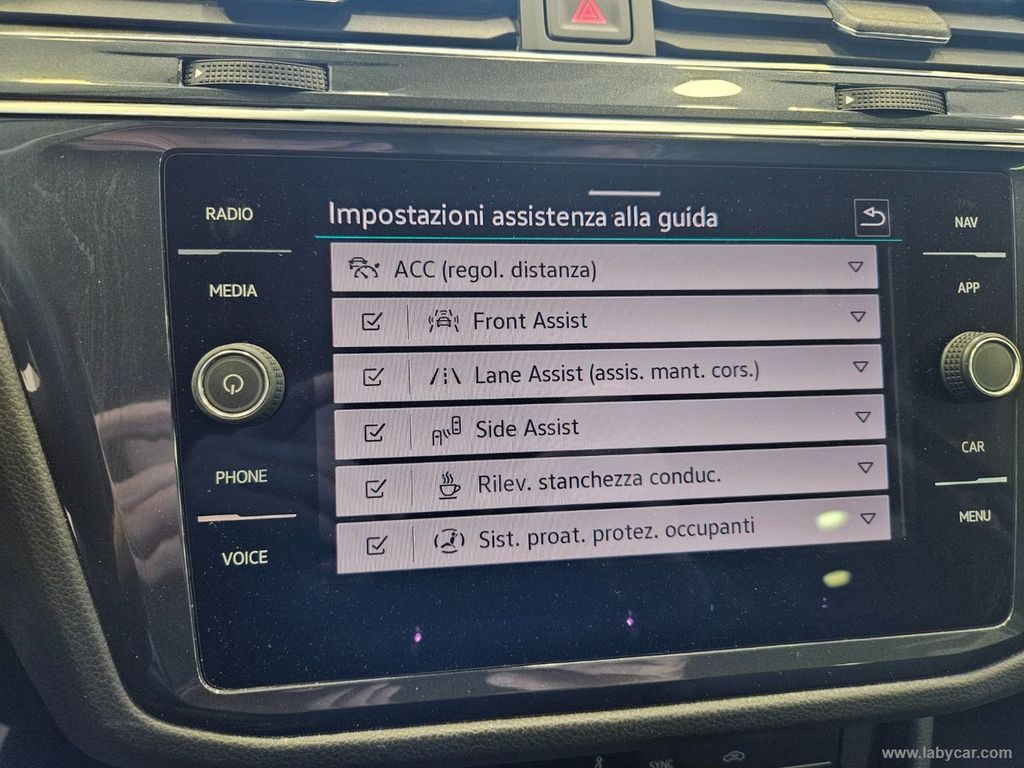 RADIO
MEDIA
PHONE
VOICE
Impostazioni assistenza alla guida
ACC (regol. distanza)
Front Assist
Lane Assist (assis. mant. cors.)
Side Assist
Rilev. stanchezza conduc.
Sist. proat. protez. occupanti
NAV
APP
CAR
MENU
SYNC
www.labycar.com